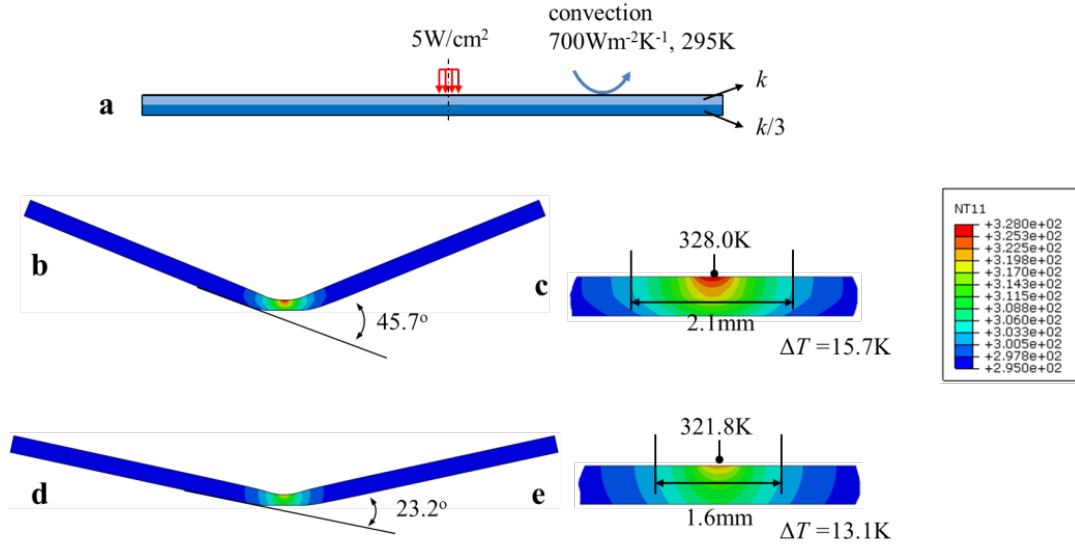 convection
5W/cm²
700Wm⁻²K⁻¹, 295K
a
k
k/3
b
45.7°
c
328.0K
2.1mm
ΔT =15.7K
NT11
+3.280e+02
+3.253e+02
+3.225e+02
+3.198e+02
+3.170e+02
+3.143e+02
+3.115e+02
+3.088e+02
+3.060e+02
+3.033e+02
+3.005e+02
+2.978e+02
+2.950e+02
d
23.2°
e
321.8K
1.6mm
ΔT =13.1K